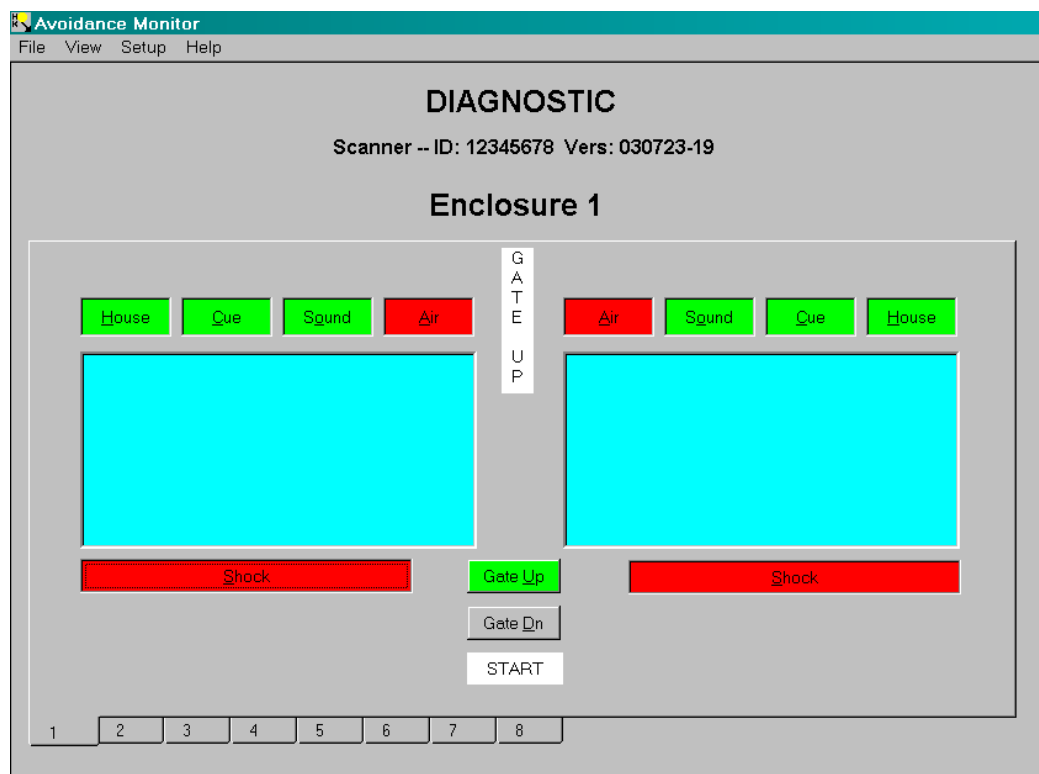 Avoidance Monitor
File View Setup Help
DIAGNOSTIC
Scanner -- ID: 12345678 Vers: 030723-19
Enclosure 1
G
A
T
E
U
P
House Cue Sound Air Air Sound Cue House
Shock Gate Up Shock
Gate Dn
START
1 2 3 4 5 6 7 8